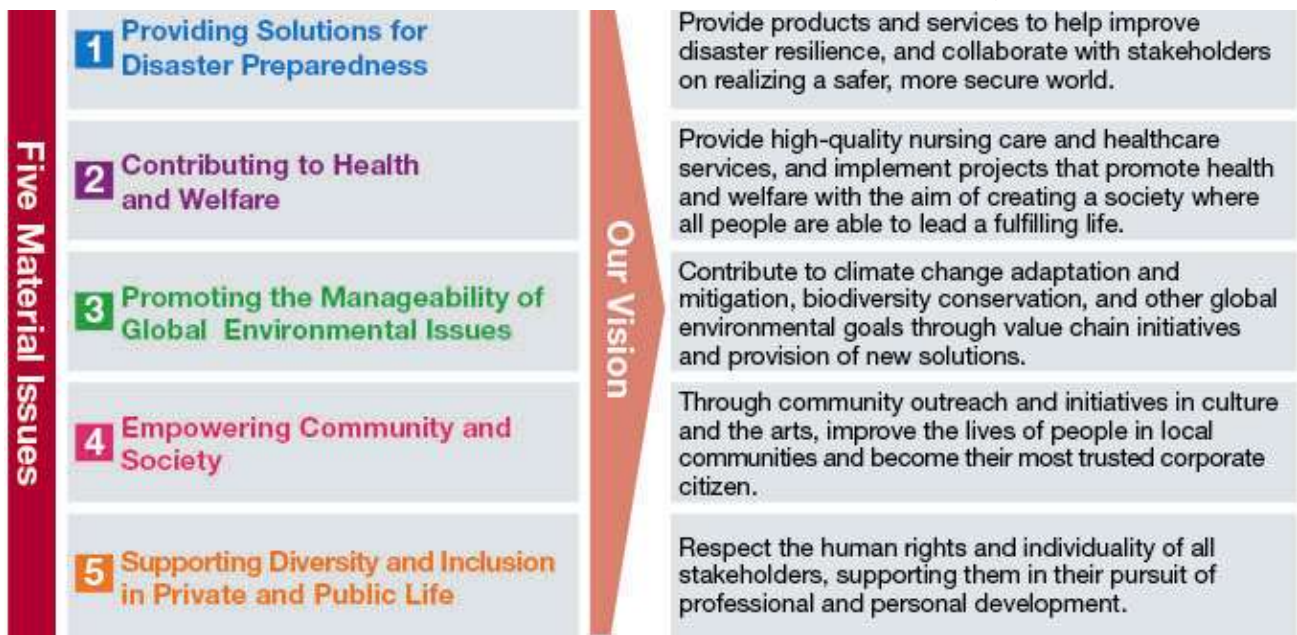 Five Material Issues
1 Providing Solutions for
Disaster Preparedness
2 Contributing to Health
and Welfare
3 Promoting the Manageability of
Global Environmental Issues
4 Empowering Community and
Society
5 Supporting Diversity and Inclusion
in Private and Public Life
Our Vision
Provide products and services to help improve
disaster resilience, and collaborate with stakeholders
on realizing a safer, more secure world.
Provide high-quality nursing care and healthcare
services, and implement projects that promote health
and welfare with the aim of creating a society where
all people are able to lead a fulfilling life.
Contribute to climate change adaptation and
mitigation, biodiversity conservation, and other global
environmental goals through value chain initiatives
and provision of new solutions.
Through community outreach and initiatives in culture
and the arts, improve the lives of people in local
communities and become their most trusted corporate
citizen.
Respect the human rights and individuality of all
stakeholders, supporting them in their pursuit of
professional and personal development.